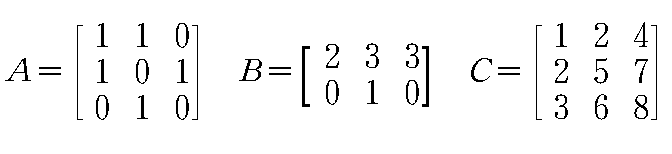 A = [ 1 1 0 ; 1 0 1 ; 0 1 0 ] B = [ 2 3 3 ; 0 1 0 ] C = [ 1 2 4 ; 2 5 7 ; 3 6 8 ]